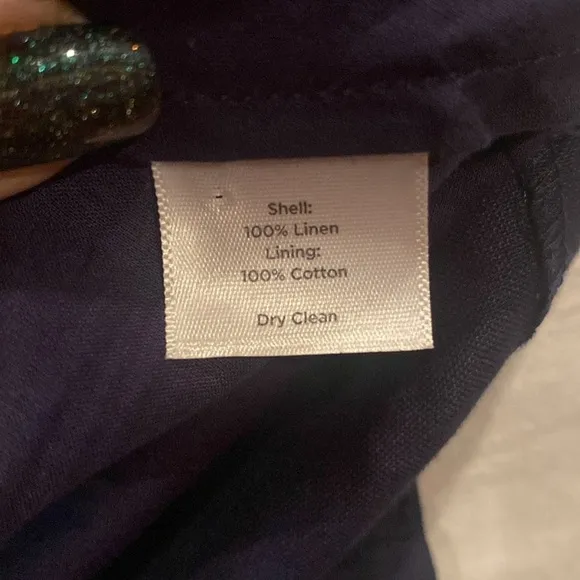 Shell:
100% Linen
Lining:
100% Cotton
Dry Clean